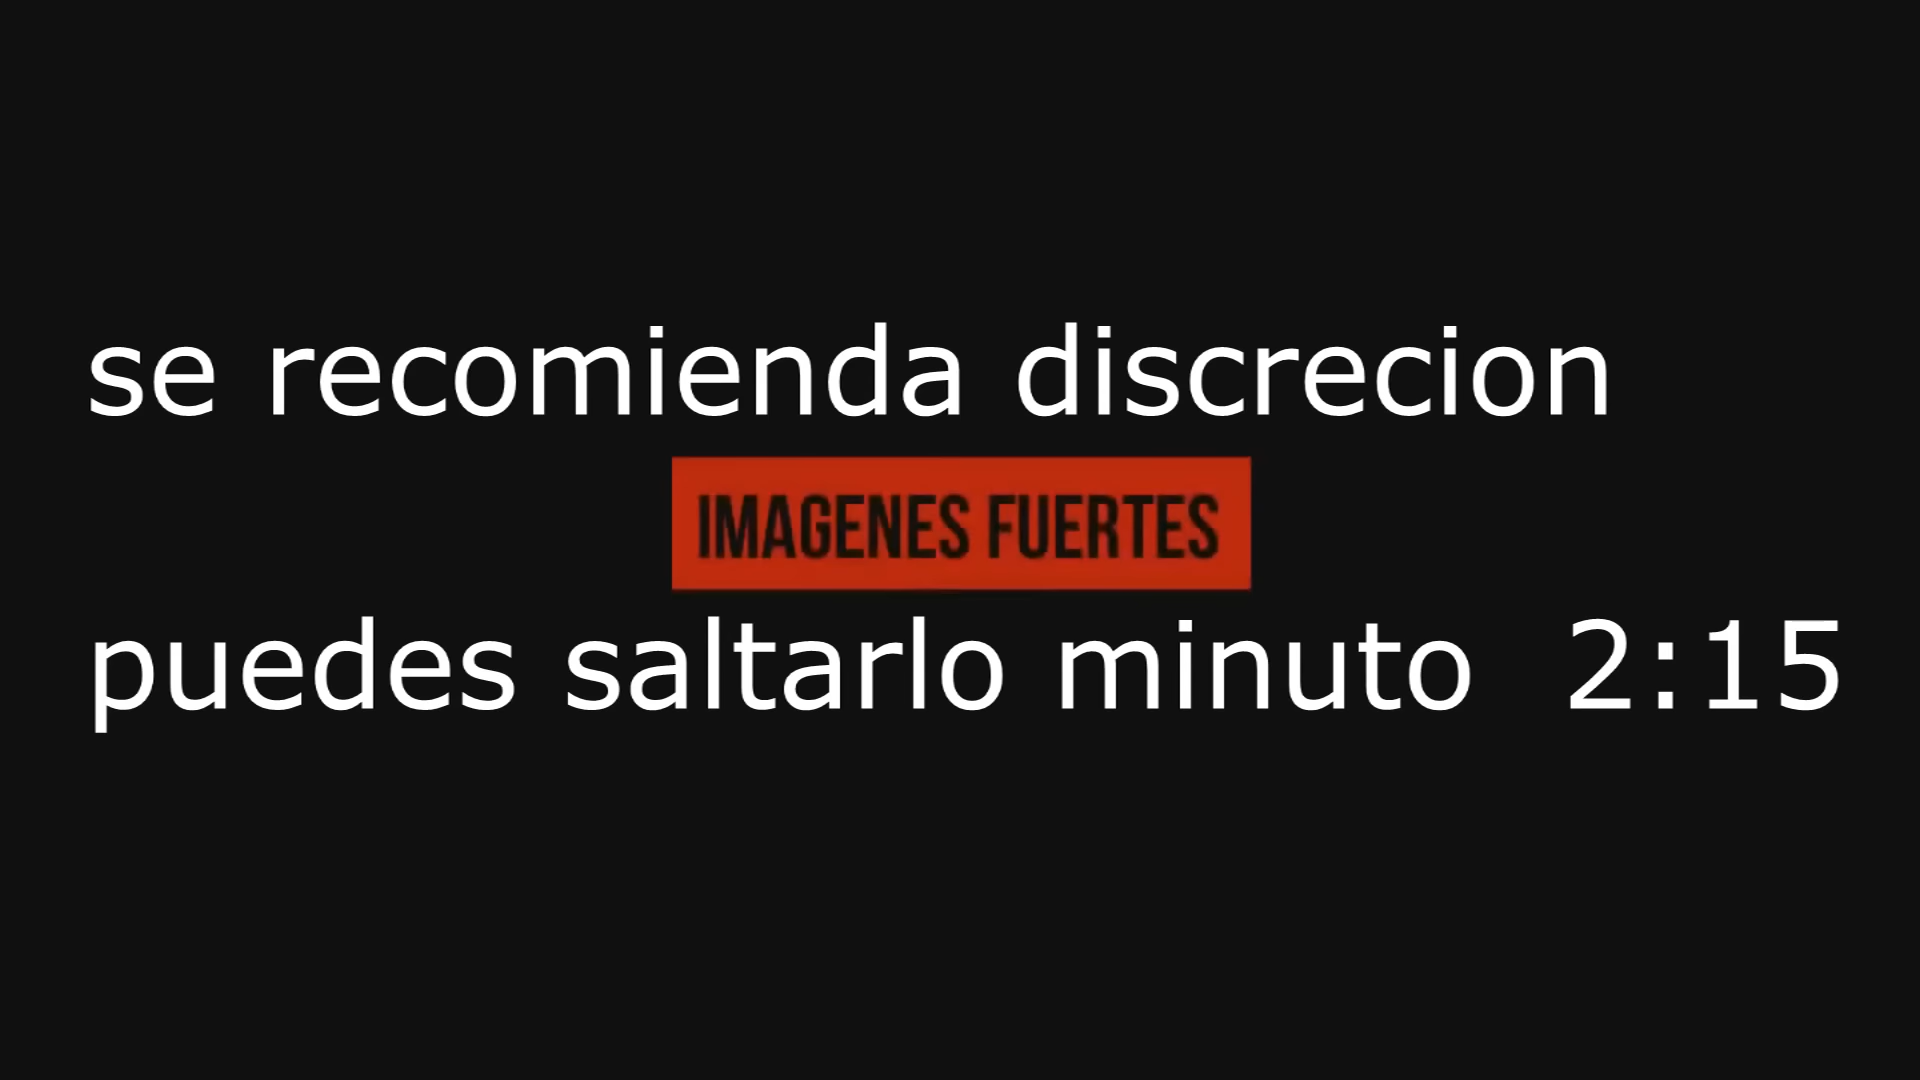 se recomienda discrecion
IMAGENES FUERTES
puedes saltarlo minuto  2:15